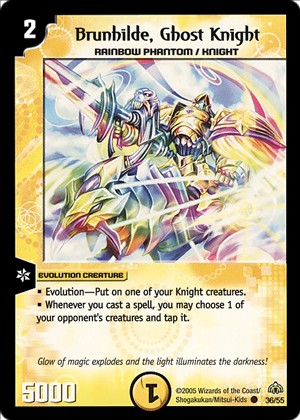 2
Brunhilde, Ghost Knight
RAINBOW PHANTOM / KNIGHT
EVOLUTION CREATURE
▪ Evolution—Put on one of your Knight creatures.
▪ Whenever you cast a spell, you may choose 1 of
your opponent's creatures and tap it.
Glow of magic explodes and the light illuminates the darkness!
5000
1
©2005 Wizards of the Coast/
Shogakukan/Mitsui-Kids
36/55